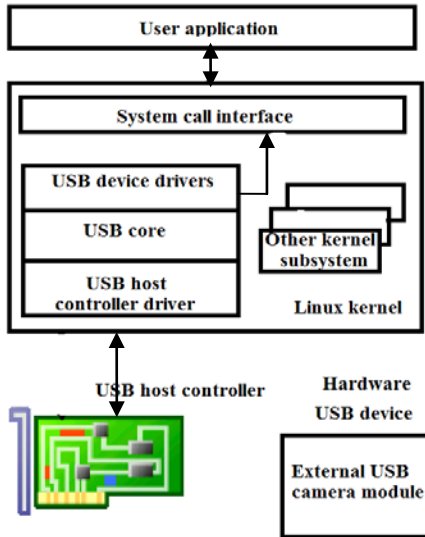 User application
System call interface
USB device drivers
USB core
USB host
controller driver
Other kernel
subsystem
Linux kernel
USB host controller
Hardware
USB device
External USB
camera module